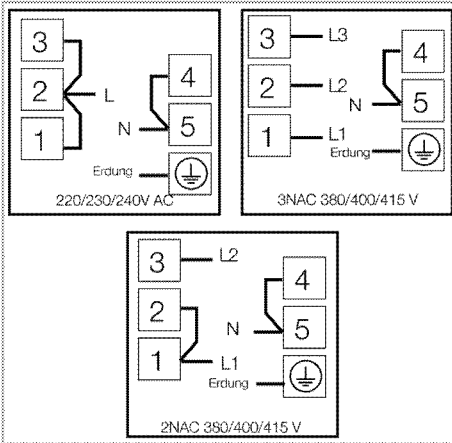 3
2
L
1
4
N
5
Erdung
220/230/240V AC
3
L3
4
2
L2
N
5
1
L1
Erdung
3NAC 380/400/415 V
3
L2
4
2
N
5
1
L1
Erdung
2NAC 380/400/415 V